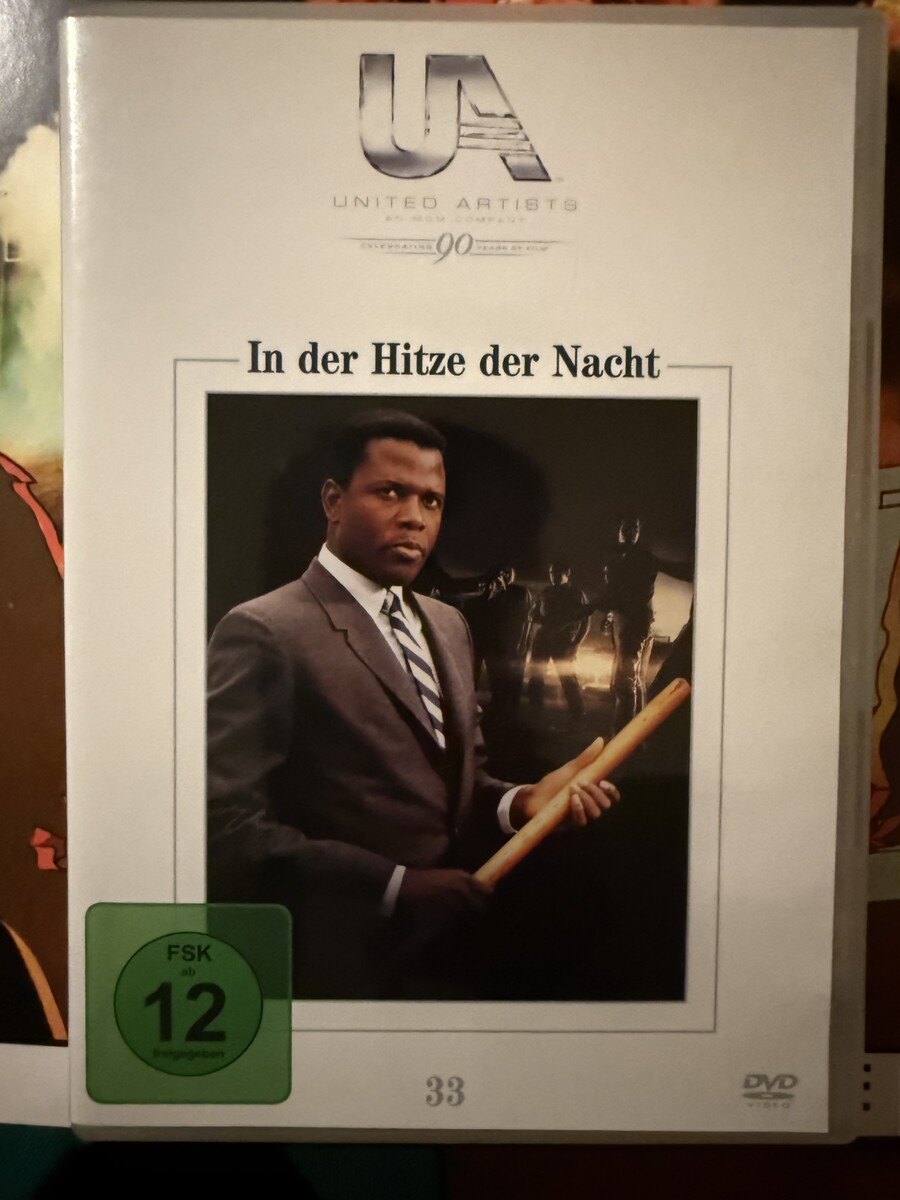 UA
UNITED ARTISTS
AN MGM COMPANY
CELEBRATING 90 YEARS OF FILM
In der Hitze der Nacht
FSK
ab
12
freigegeben
33
DVD
VIDEO